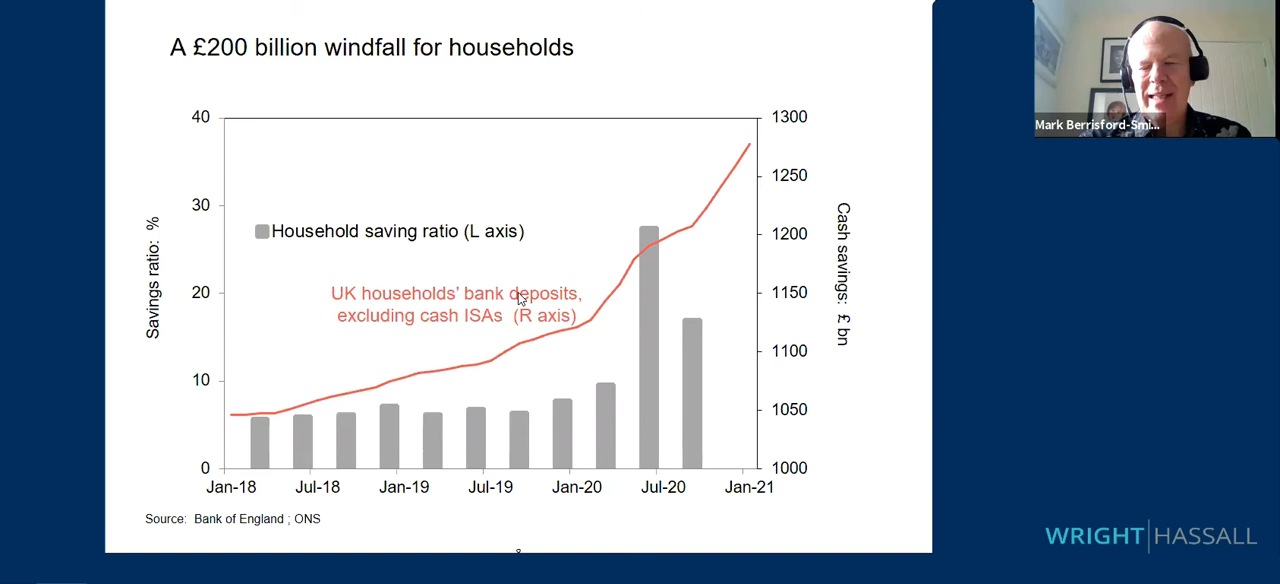 A £200 billion windfall for households
Mark Berrisford-Smi...
40
30
20
10
0
Savings ratio: %
Household saving ratio (L axis)
UK households' bank deposits,
excluding cash ISAs (R axis)
1300
1250
1200
1150
1100
1050
1000
Cash savings: £ bn
Jan-18 Jul-18 Jan-19 Jul-19 Jan-20 Jul-20 Jan-21
Source: Bank of England ; ONS
WRIGHT HASSALL